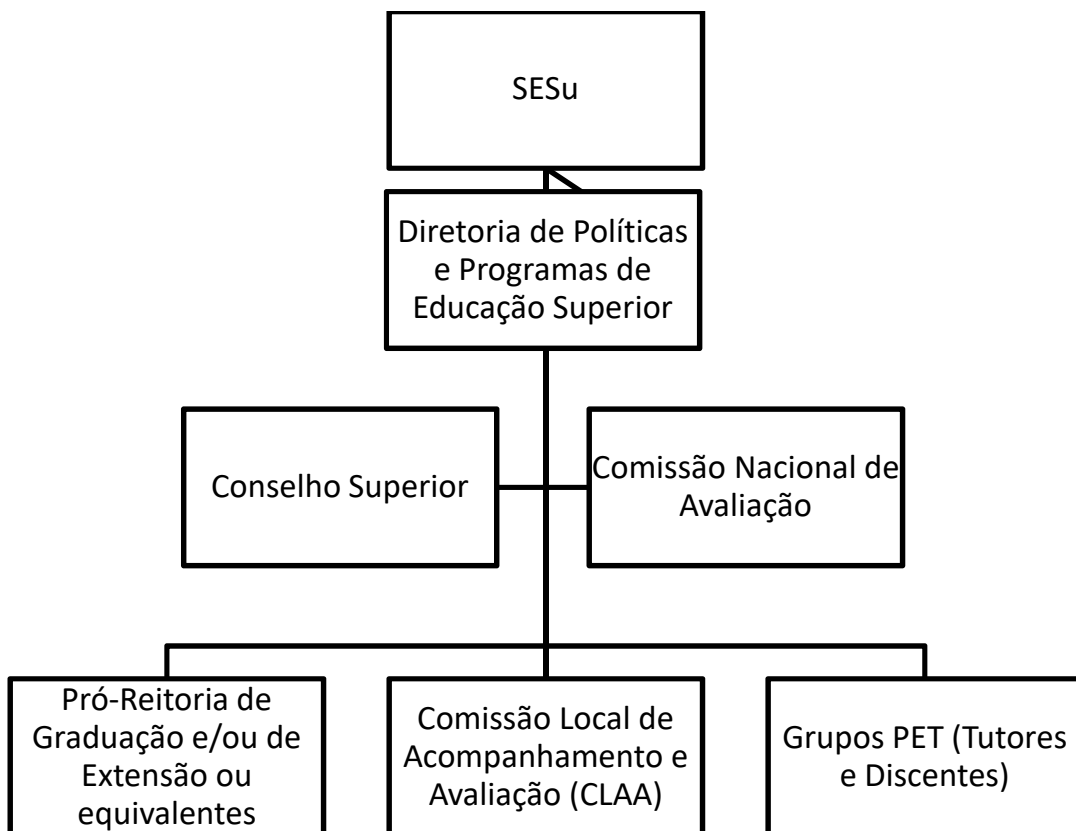 SESu
Diretoria de Políticas
e Programas de
Educação Superior
Conselho Superior
Comissão Nacional de
Avaliação
Pró-Reitoria de
Graduação e/ou de
Extensão ou
equivalentes
Comissão Local de
Acompanhamento e
Avaliação (CLAA)
Grupos PET (Tutores
e Discentes)